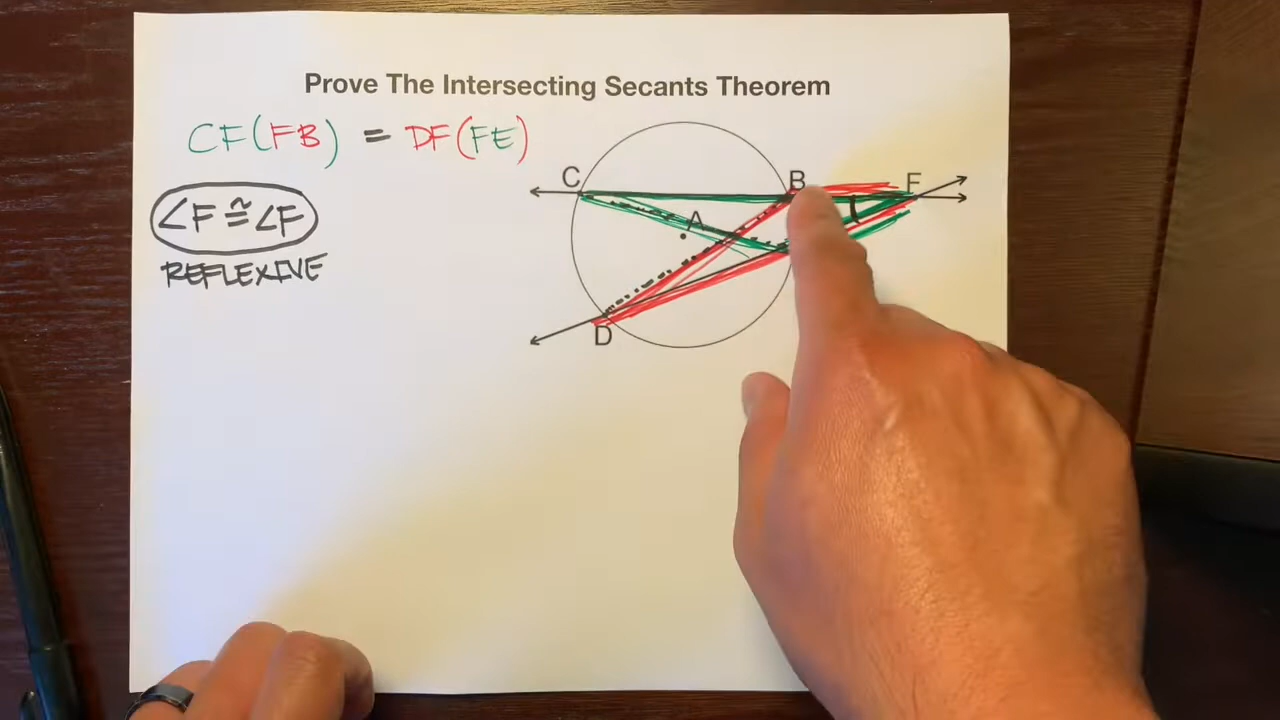 Prove The Intersecting Secants Theorem
CF(FB) = DF(FE)
C
B
F
∠F ≅ ∠F
A
REFLEXIVE
D